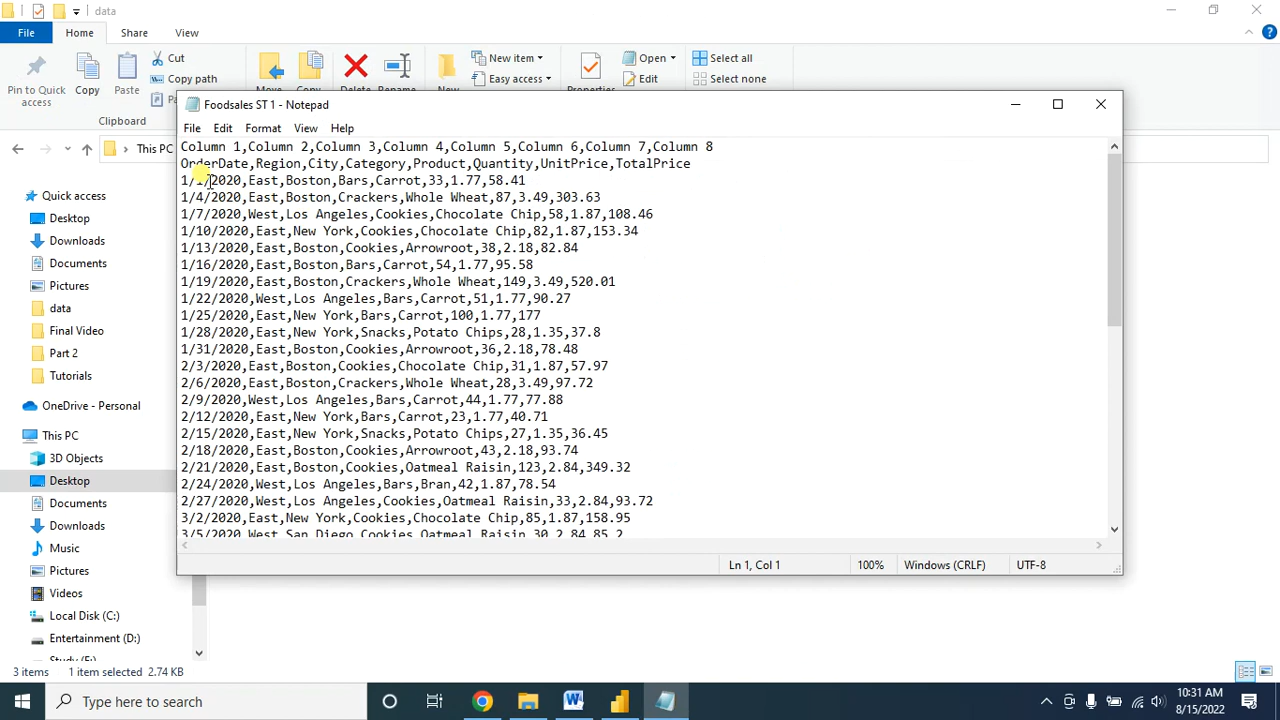 data
File Home Share View
Cut
Copy path
Pin to Quick access
Copy
Paste
Clipboard
New item
Easy access
Open
Edit
Select all
Select none
This PC
Foodsales ST 1 - Notepad
File Edit Format View Help
Column 1,Column 2,Column 3,Column 4,Column 5,Column 6,Column 7,Column 8
OrderDate,Region,City,Category,Product,Quantity,UnitPrice,TotalPrice
1/1/2020,East,Boston,Bars,Carrot,33,1.77,58.41
1/4/2020,East,Boston,Crackers,Whole Wheat,87,3.49,303.63
1/7/2020,West,Los Angeles,Cookies,Chocolate Chip,58,1.87,108.46
1/10/2020,East,New York,Cookies,Chocolate Chip,82,1.87,153.34
1/13/2020,East,Boston,Cookies,Arrowroot,38,2.18,82.84
1/16/2020,East,Boston,Bars,Carrot,54,1.77,95.58
1/19/2020,East,Boston,Crackers,Whole Wheat,149,3.49,520.01
1/22/2020,West,Los Angeles,Bars,Carrot,51,1.77,90.27
1/25/2020,East,New York,Bars,Carrot,100,1.77,177
1/28/2020,East,New York,Snacks,Potato Chips,28,1.35,37.8
1/31/2020,East,Boston,Cookies,Arrowroot,36,2.18,78.48
2/3/2020,East,Boston,Cookies,Chocolate Chip,31,1.87,57.97
2/6/2020,East,Boston,Crackers,Whole Wheat,28,3.49,97.72
2/9/2020,West,Los Angeles,Bars,Carrot,44,1.77,77.88
2/12/2020,East,New York,Bars,Carrot,23,1.77,40.71
2/15/2020,East,New York,Snacks,Potato Chips,27,1.35,36.45
2/18/2020,East,Boston,Cookies,Arrowroot,43,2.18,93.74
2/21/2020,East,Boston,Cookies,Oatmeal Raisin,123,2.84,349.32
2/24/2020,West,Los Angeles,Bars,Bran,42,1.87,78.54
2/27/2020,West,Los Angeles,Cookies,Oatmeal Raisin,33,2.84,93.72
3/2/2020,East,New York,Cookies,Chocolate Chip,85,1.87,158.95
3/5/2020,West,San Diego,Cookies,Oatmeal Raisin,30,2.84,85.2
Ln 1, Col 1
100%
Windows (CRLF)
UTF-8
Quick access
Desktop
Downloads
Documents
Pictures
data
Final Video
Part 2
Tutorials
OneDrive - Personal
This PC
3D Objects
Desktop
Documents
Downloads
Music
Pictures
Videos
Local Disk (C:)
Entertainment (D:)
3 items 1 item selected 2.74 KB
Type here to search
10:31 AM
8/15/2022